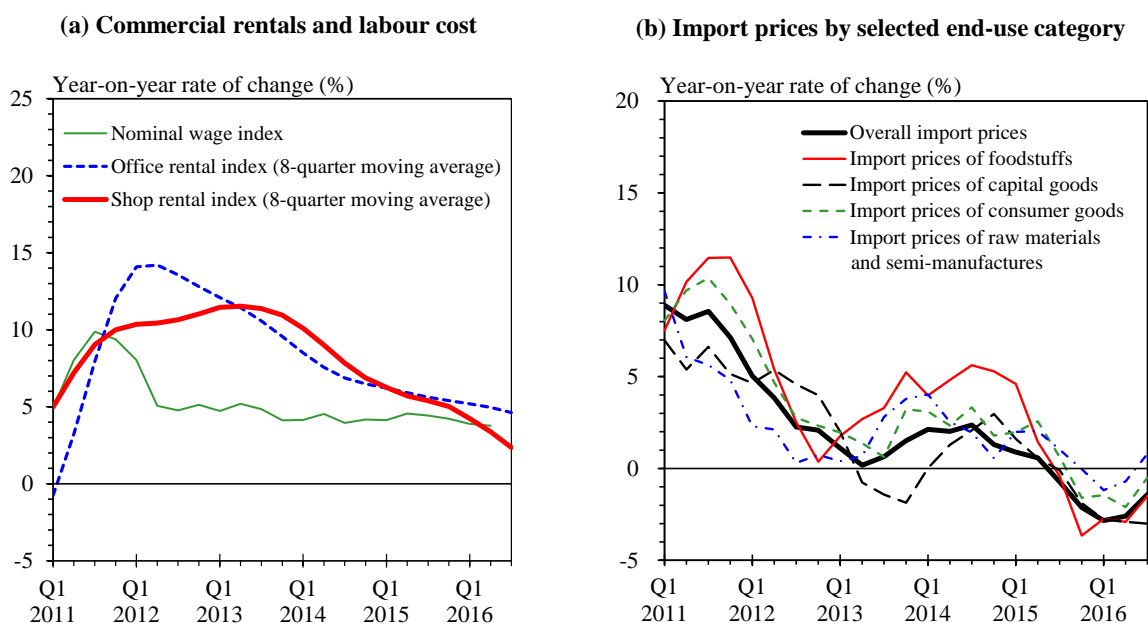 (a) Commercial rentals and labour cost
Year-on-year rate of change (%)
25
20
15
10
5
0
-5
Nominal wage index
Office rental index (8-quarter moving average)
Shop rental index (8-quarter moving average)
Q1 Q1 Q1 Q1 Q1 Q1
2011 2012 2013 2014 2015 2016
(b) Import prices by selected end-use category
Year-on-year rate of change (%)
20
15
10
5
0
-5
Overall import prices
Import prices of foodstuffs
Import prices of capital goods
Import prices of consumer goods
Import prices of raw materials
and semi-manufactures
Q1 Q1 Q1 Q1 Q1 Q1
2011 2012 2013 2014 2015 2016